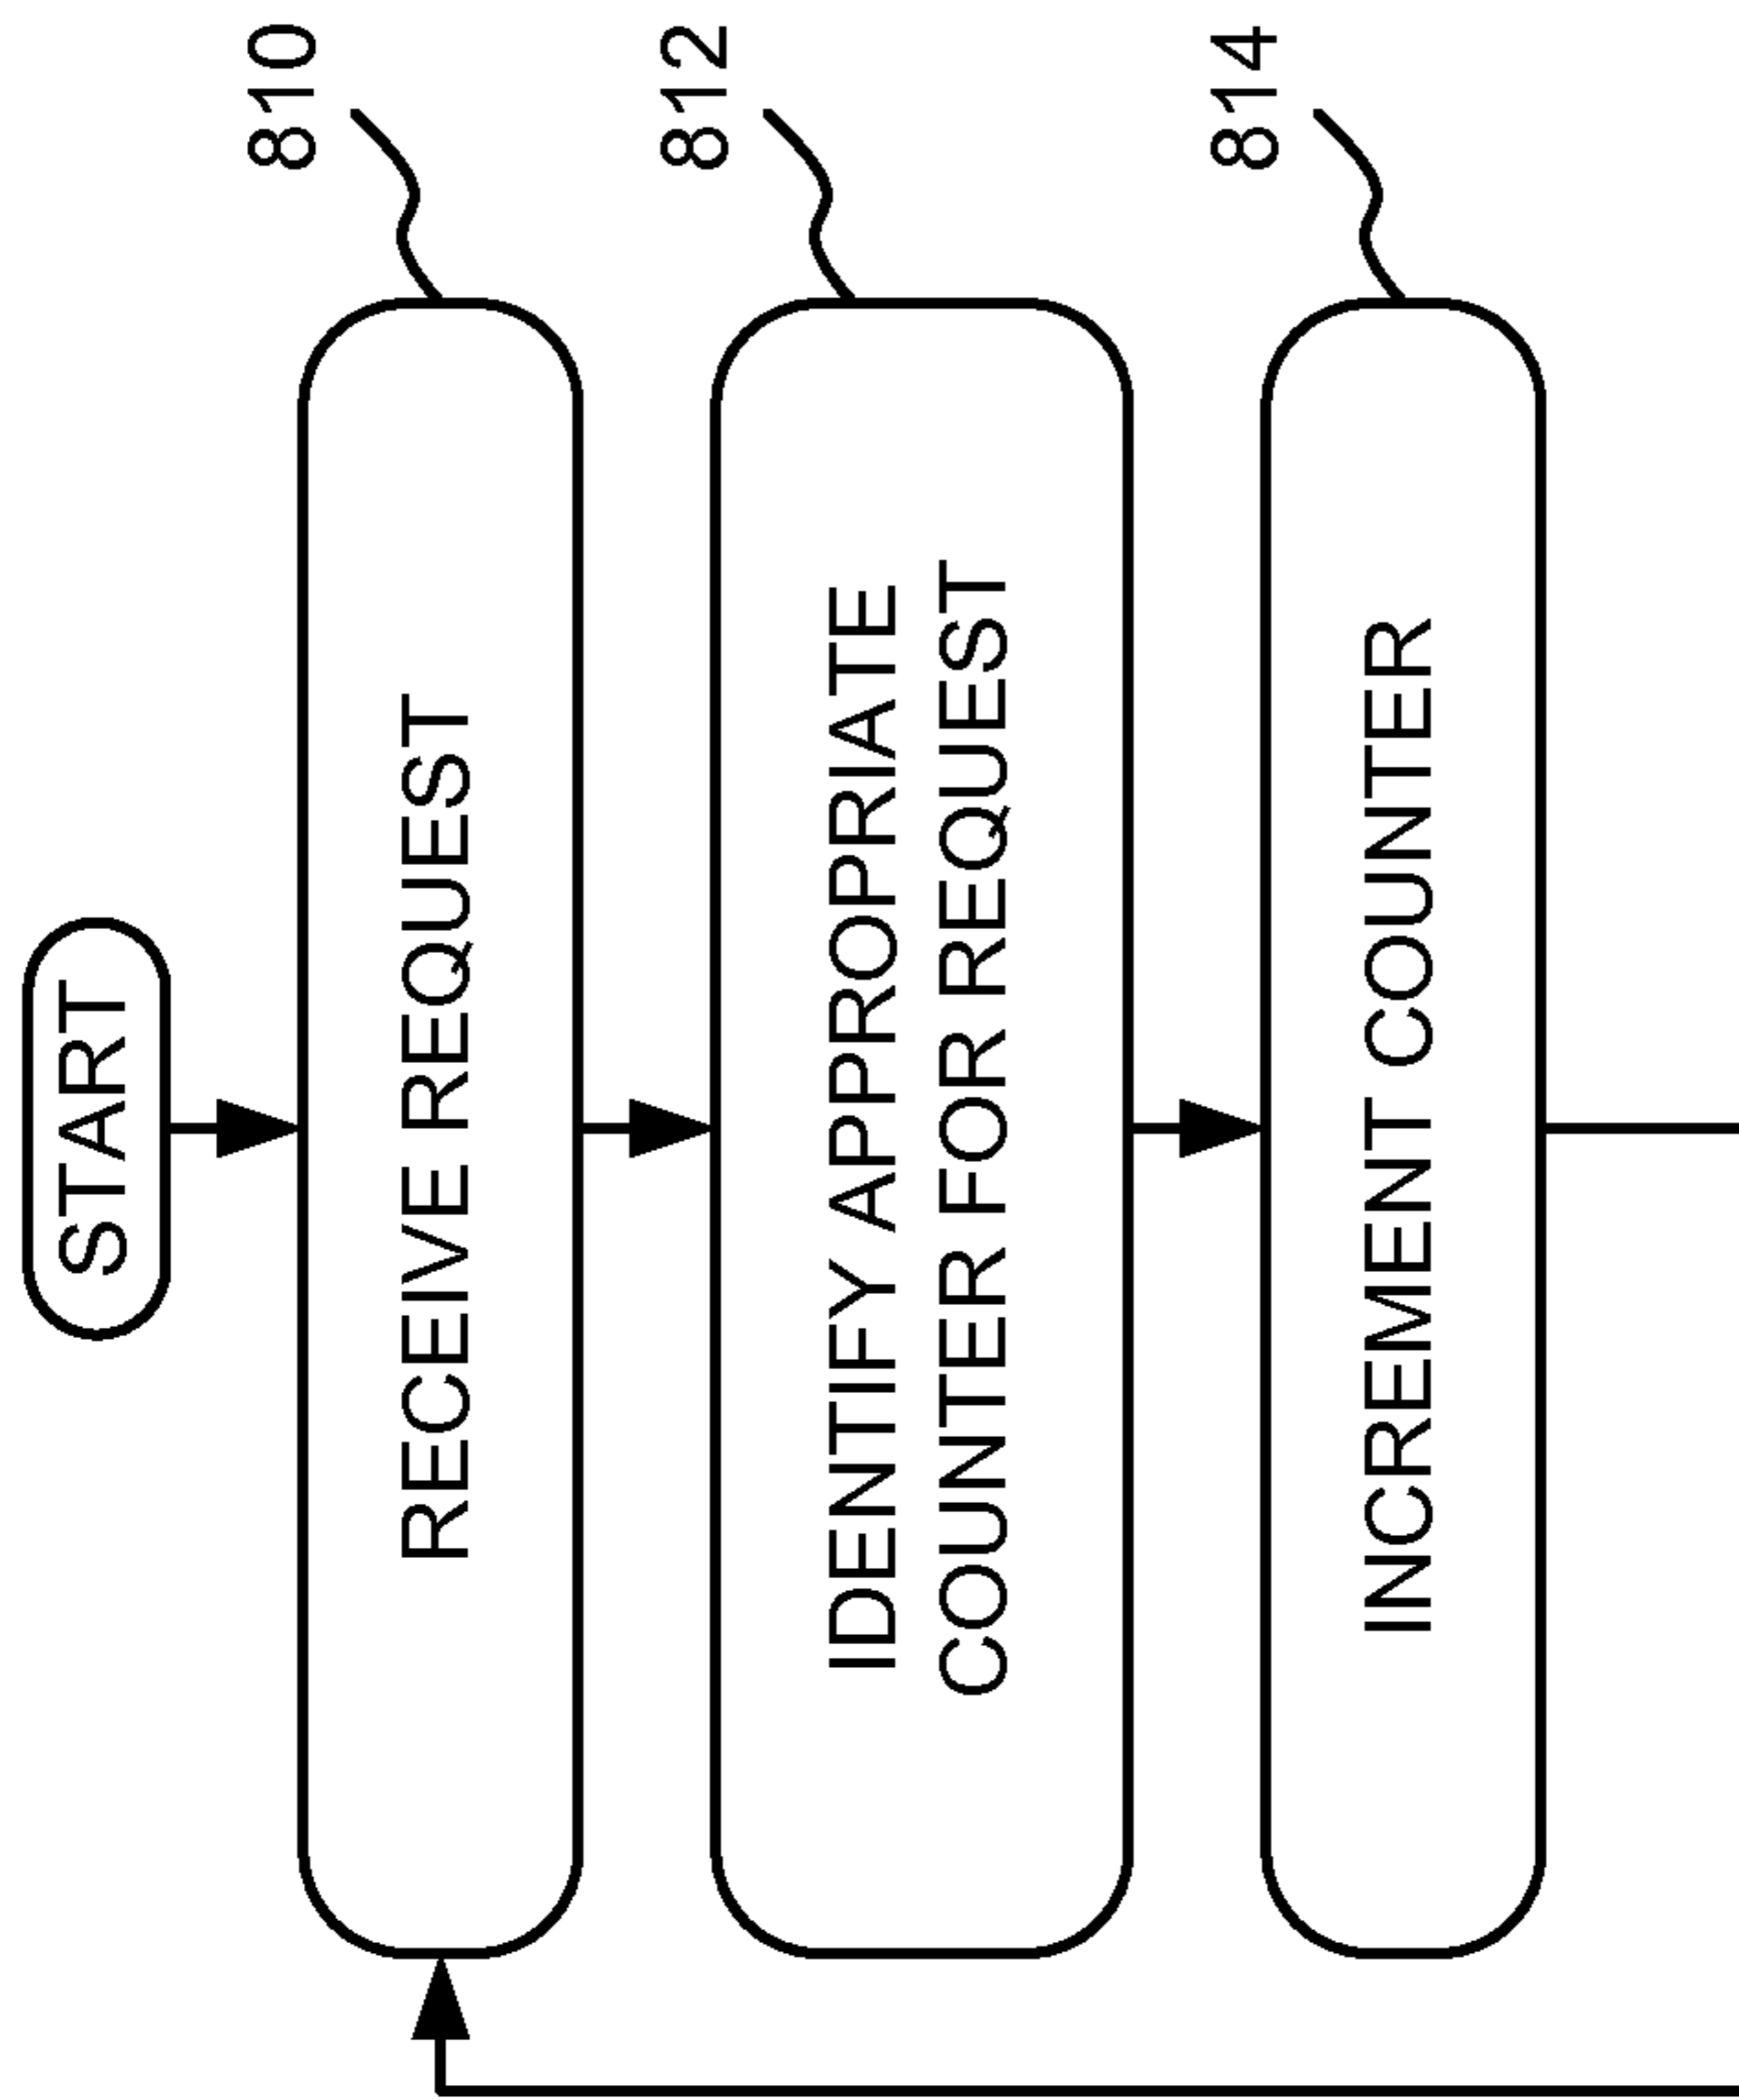 START
810
RECEIVE REQUEST
812
IDENTIFY APPROPRIATE
COUNTER FOR REQUEST
814
INCREMENT COUNTER